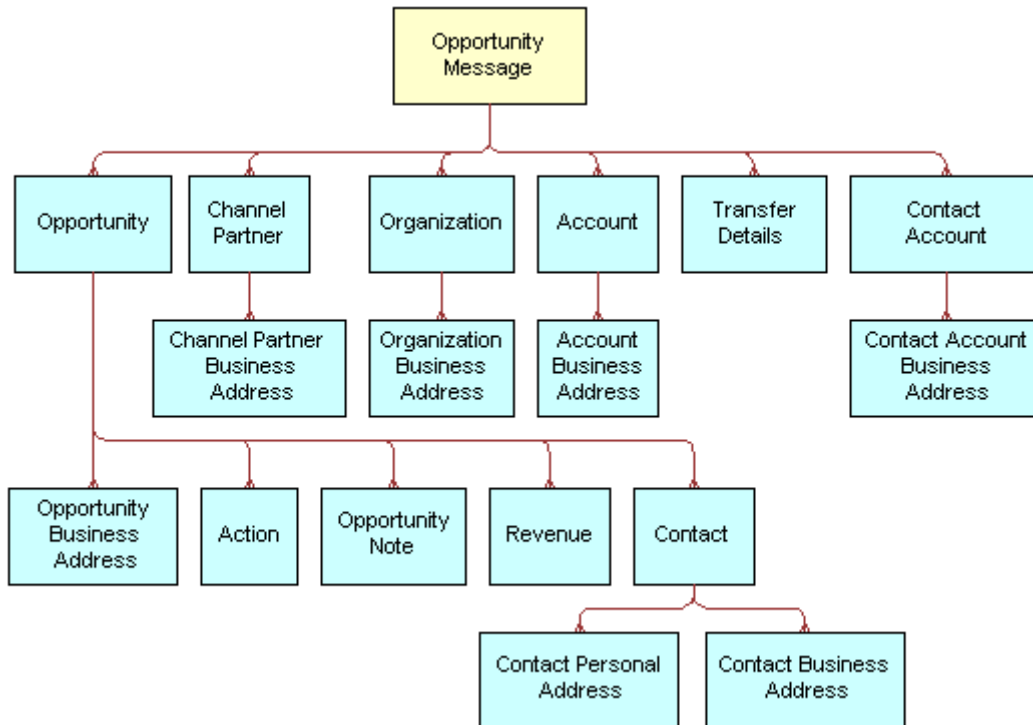 Opportunity
Message
Opportunity
Channel
Partner
Organization
Account
Transfer
Details
Contact
Account
Channel Partner
Business
Address
Organization
Business
Address
Account
Business
Address
Contact Account
Business
Address
Opportunity
Business
Address
Action
Opportunity
Note
Revenue
Contact
Contact Personal
Address
Contact Business
Address